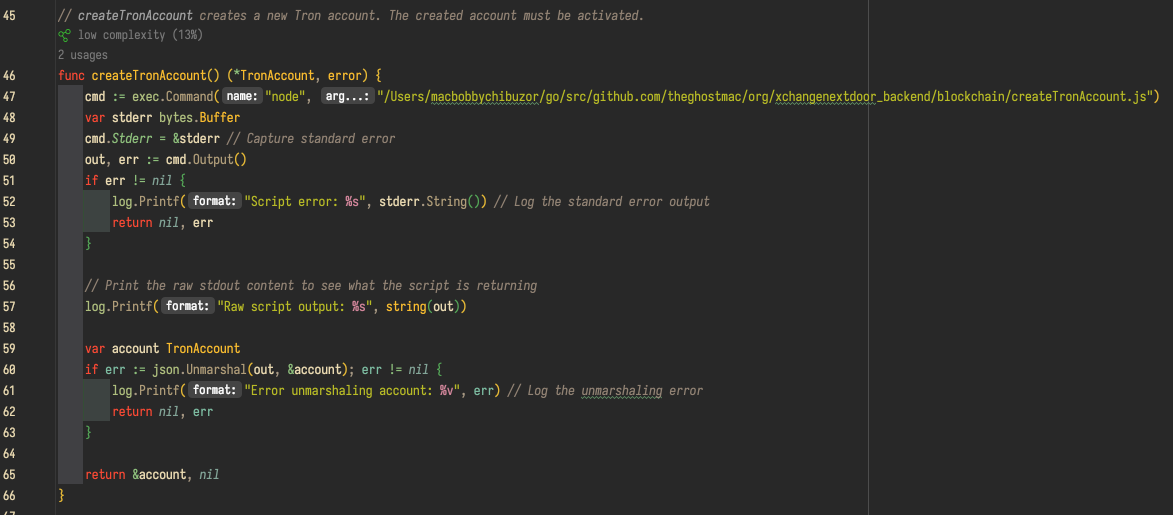 45 // createTronAccount creates a new Tron account. The created account must be activated.
low complexity (13%)
2 usages
46 func createTronAccount() (*TronAccount, error) {
47 cmd := exec.Command( name: "node", arg...: "/Users/macbobbychibuzor/go/src/github.com/theghostmac/org/xchangenextdoor_backend/blockchain/createTronAccount.js")
48 var stderr bytes.Buffer
49 cmd.Stderr = &stderr // Capture standard error
50 out, err := cmd.Output()
51 if err != nil {
52 log.Printf( format: "Script error: %s", stderr.String()) // Log the standard error output
53 return nil, err
54 }
55
56 // Print the raw stdout content to see what the script is returning
57 log.Printf( format: "Raw script output: %s", string(out))
58
59 var account TronAccount
60 if err := json.Unmarshal(out, &account); err != nil {
61 log.Printf( format: "Error unmarshaling account: %v", err) // Log the unmarshaling error
62 return nil, err
63 }
64
65 return &account, nil
66 }